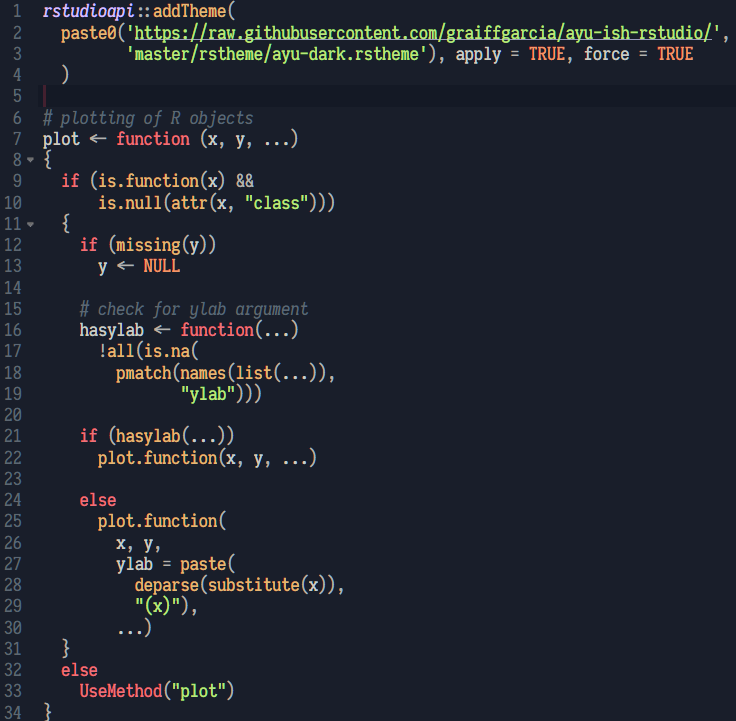 1 rstudioapi::addTheme(
2   paste0('https://raw.githubusercontent.com/graiffgarcia/ayu-ish-rstudio/',
3          'master/rstheme/ayu-dark.rstheme'), apply = TRUE, force = TRUE
4   )
5
6 # plotting of R objects
7 plot ← function (x, y, ...)
8 {
9   if (is.function(x) &&
10       is.null(attr(x, "class")))
11   {
12     if (missing(y))
13       y ← NULL
14
15     # check for ylab argument
16     hasylab ← function(...)
17       !all(is.na(
18         pmatch(names(list(...)),
19                "ylab")))
20
21     if (hasylab(...))
22       plot.function(x, y, ...)
23
24     else
25       plot.function(
26         x, y,
27         ylab = paste(
28           deparse(substitute(x)),
29           "(x)"),
30         ...)
31   }
32   else
33     UseMethod("plot")
34 }